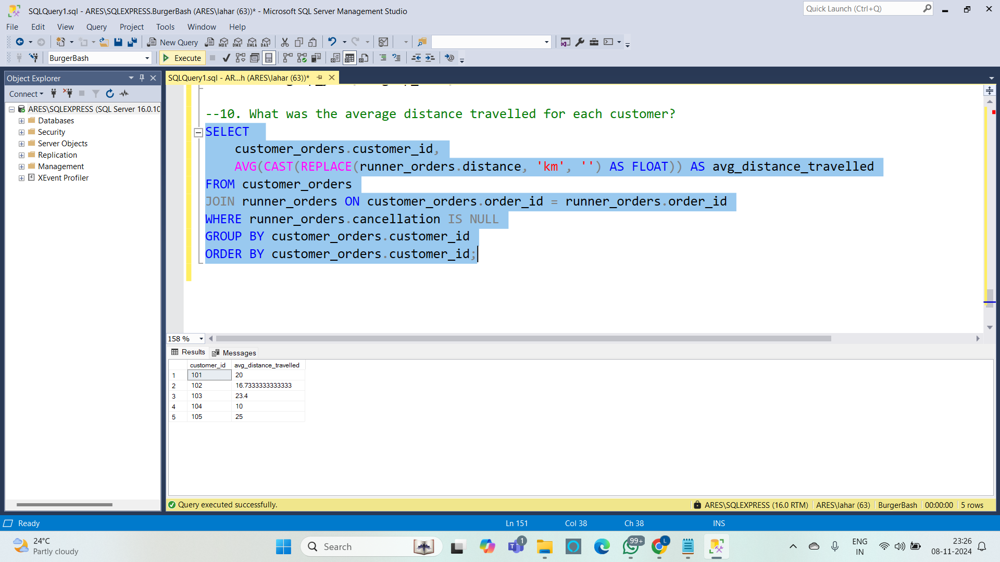 SQLQuery1.sql - ARES\SQLEXPRESS.BurgerBash (ARES\lahar (63))* - Microsoft SQL Server Management Studio
Quick Launch (Ctrl+Q)
File Edit View Query Project Tools Window Help
New Query MDX DMX XMLA DAX
BurgerBash Execute
Object Explorer
SQLQuery1.sql - AR...h (ARES\lahar (63))*
Connect
ARES\SQLEXPRESS (SQL Server 16.0.10
Databases
Security
Server Objects
Replication
Management
XEvent Profiler
--10. What was the average distance travelled for each customer?
SELECT
customer_orders.customer_id,
AVG(CAST(REPLACE(runner_orders.distance, 'km', '') AS FLOAT)) AS avg_distance_travelled
FROM customer_orders
JOIN runner_orders ON customer_orders.order_id = runner_orders.order_id
WHERE runner_orders.cancellation IS NULL
GROUP BY customer_orders.customer_id
ORDER BY customer_orders.customer_id;
158 %
Results Messages
customer_id avg_distance_travelled
1 101 20
2 102 16.7333333333333
3 103 23.4
4 104 10
5 105 25
Query executed successfully.
ARES\SQLEXPRESS (16.0 RTM) ARES\lahar (63) BurgerBash 00:00:00 5 rows
Ready Ln 151 Col 38 Ch 38 INS
24°C
Partly cloudy
Search
1
99+
L
ENG
IN
23:26
08-11-2024